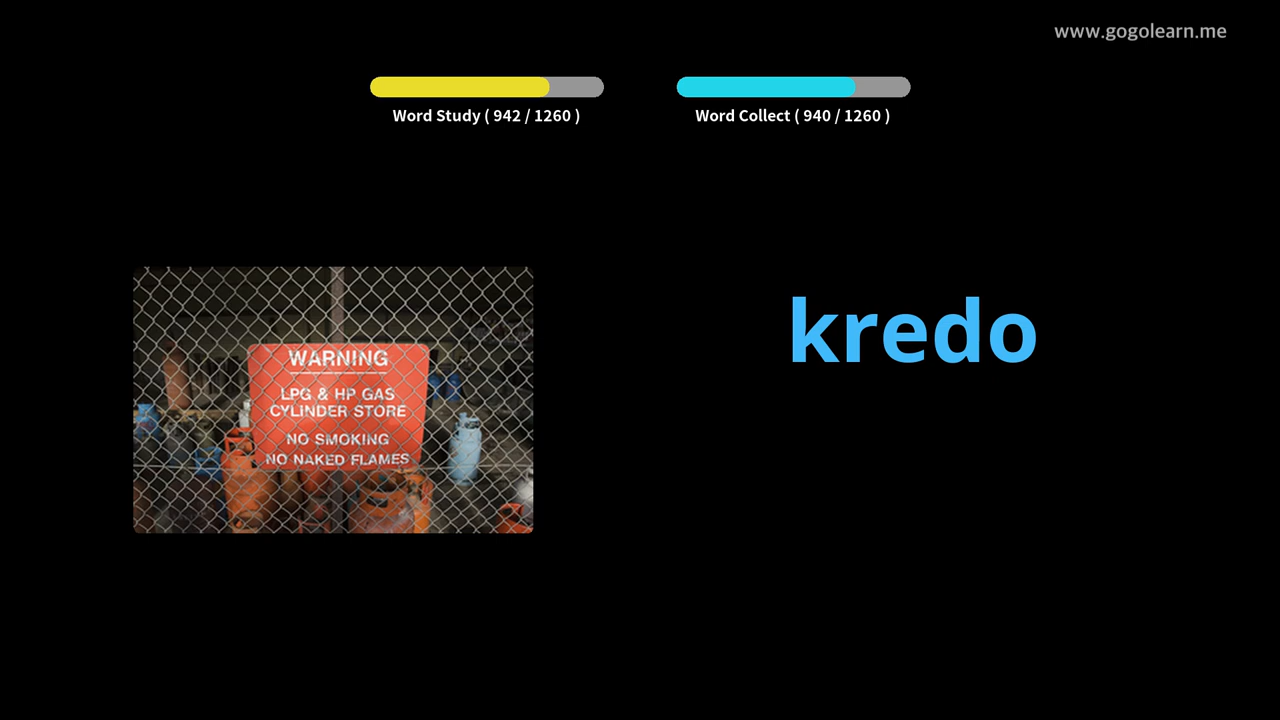 www.gogolearn.me
Word Study ( 942 / 1260 )
Word Collect ( 940 / 1260 )
WARNING
LPG & HP GAS
CYLINDER STORE
NO SMOKING
NO NAKED FLAMES
kredo